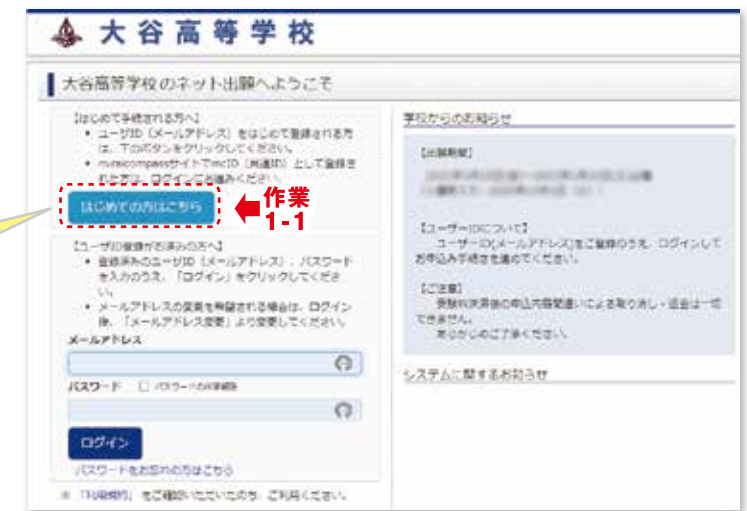 大谷高等学校
大谷高等学校のネット出願へようこそ
【はじめて手続される方へ】
• ユーザID（メールアドレス）をはじめて登録される方
は、下のボタンをクリックしてください。
• miraicompassサイトでmcID（共通ID）として登録さ
れた方は、ログインにお進みください。
はじめての方はこちら
作業
1-1
【ユーザID登録がお済みの方へ】
• 登録済みのユーザID（メールアドレス）、パスワード
を入力のうえ、「ログイン」をクリックしてくださ
い。
• メールアドレスの変更を希望される場合は、ログイン
後、「メールアドレス変更」より変更してください。
メールアドレス
パスワード
ログイン
パスワードをお忘れの方はこちら
※ 「利用規約」をご確認いただいたのち、ご利用ください。
学校からのお知らせ
【出願期間】
【ユーザーIDについて】
ユーザーID(メールアドレス)をご登録のうえ、ログインして
お申込み手続きを進めてください。
【ご注意】
受験料決済後の申込内容間違いによる取り消し・返金は一切
できません。
あらかじめご了承ください。
システムに関するお知らせ